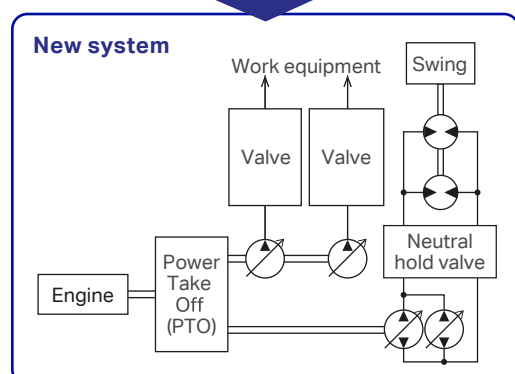 New system
Work equipment
Swing
Valve
Valve
Neutral
hold valve
Power
Take
Off
(PTO)
Engine